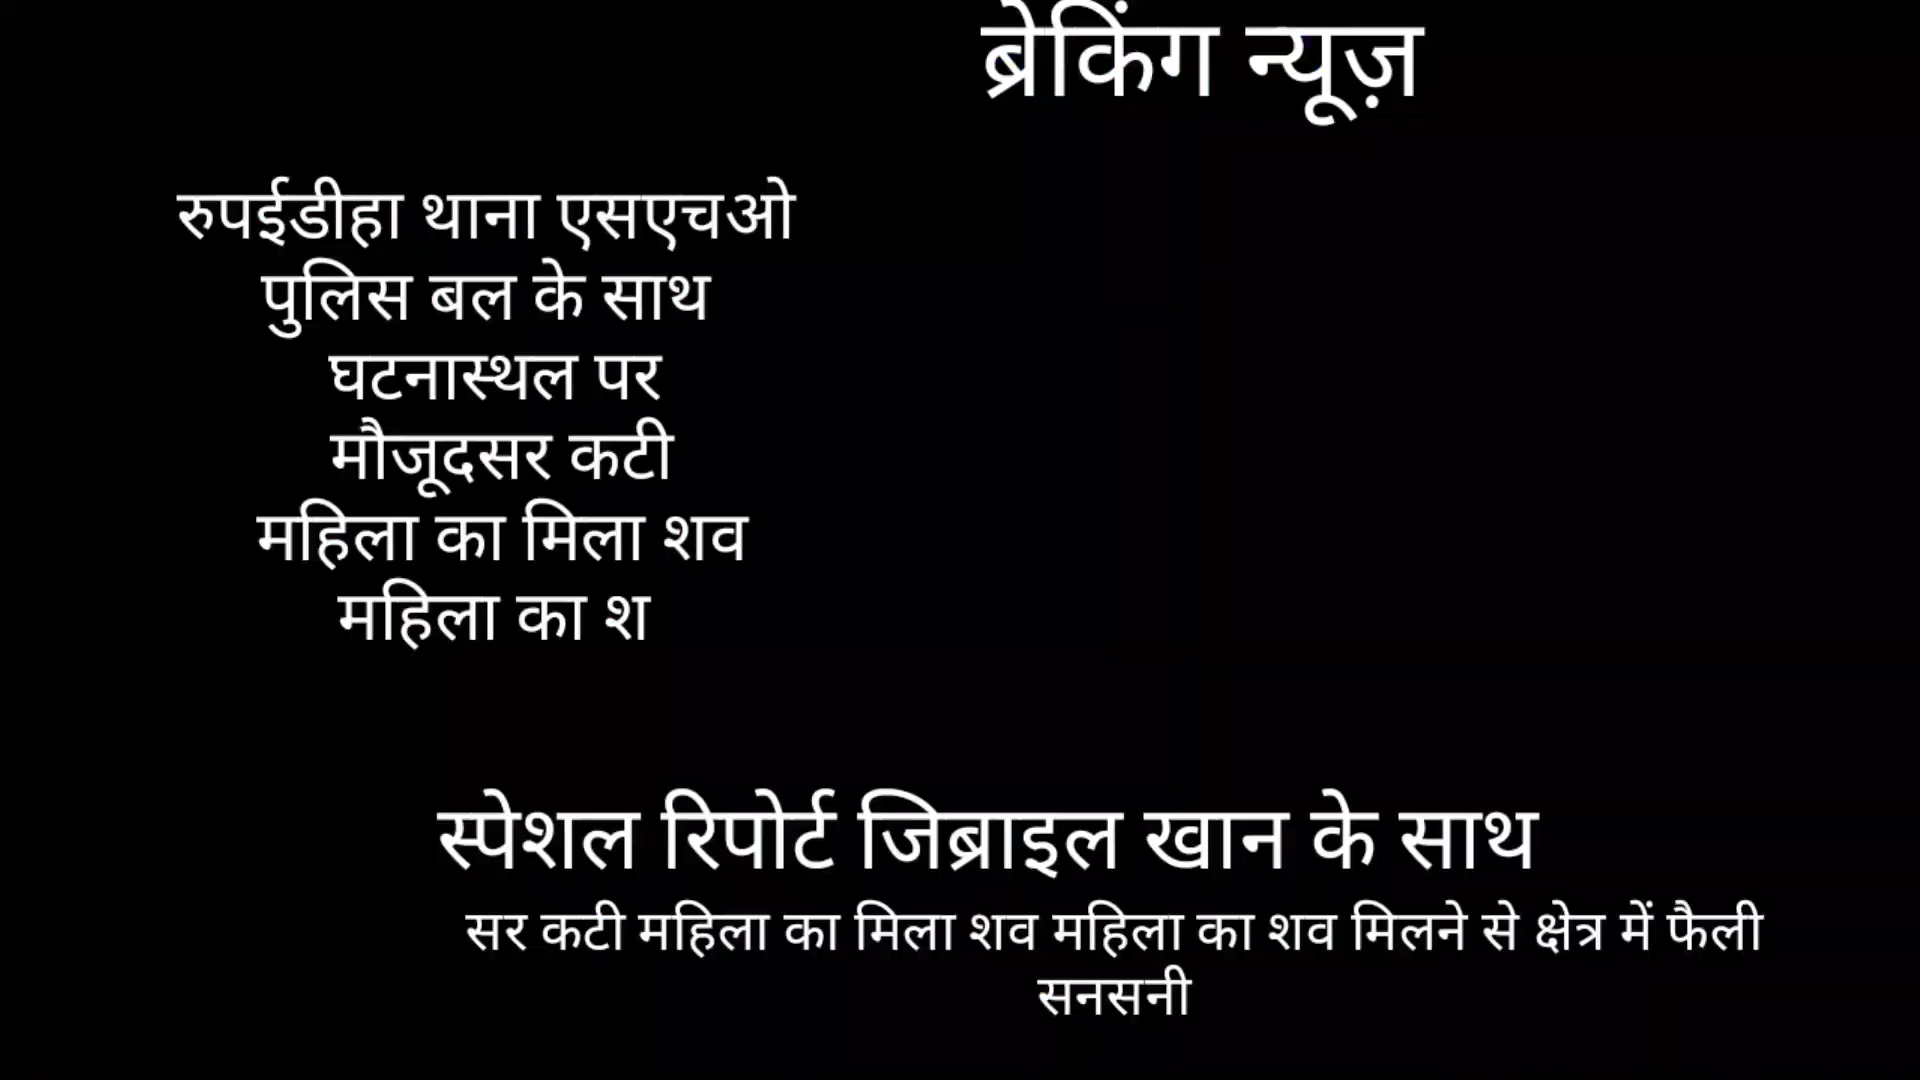 ब्रेकिंग न्यूज़
रुपईडीहा थाना एसएचओ
पुलिस बल के साथ
घटनास्थल पर
मौजूदसर कटी
महिला का मिला शव
महिला का श
स्पेशल रिपोर्ट जिब्राइल खान के साथ
सर कटी महिला का मिला शव महिला का शव मिलने से क्षेत्र में फैली
सनसनी